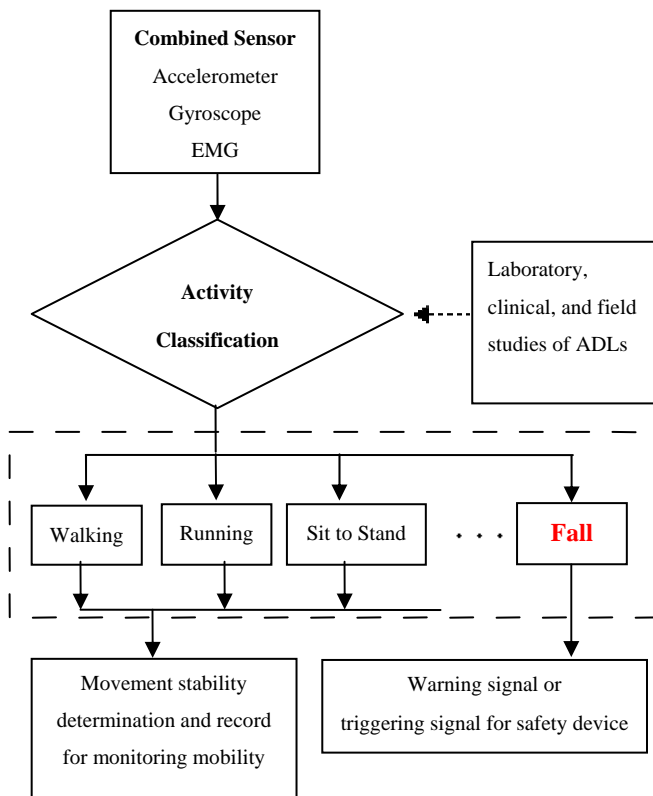 Combined Sensor
Accelerometer
Gyroscope
EMG
Activity
Classification
Laboratory,
clinical, and field
studies of ADLs
Walking
Running
Sit to Stand
. . .
Fall
Movement stability
determination and record
for monitoring mobility
Warning signal or
triggering signal for safety device